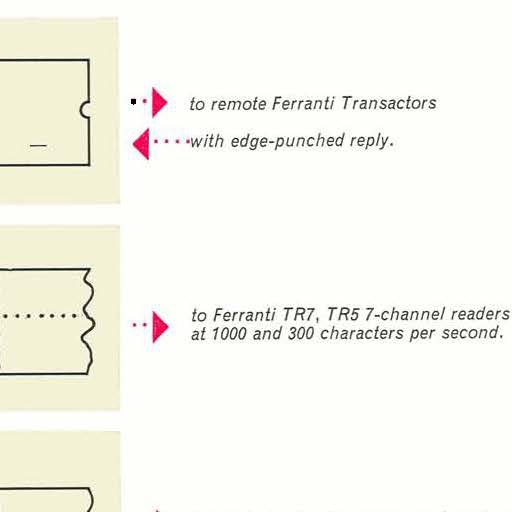 to remote Ferranti Transactors
with edge-punched reply.
to Ferranti TR7, TR5 7-channel readers
at 1000 and 300 characters per second.